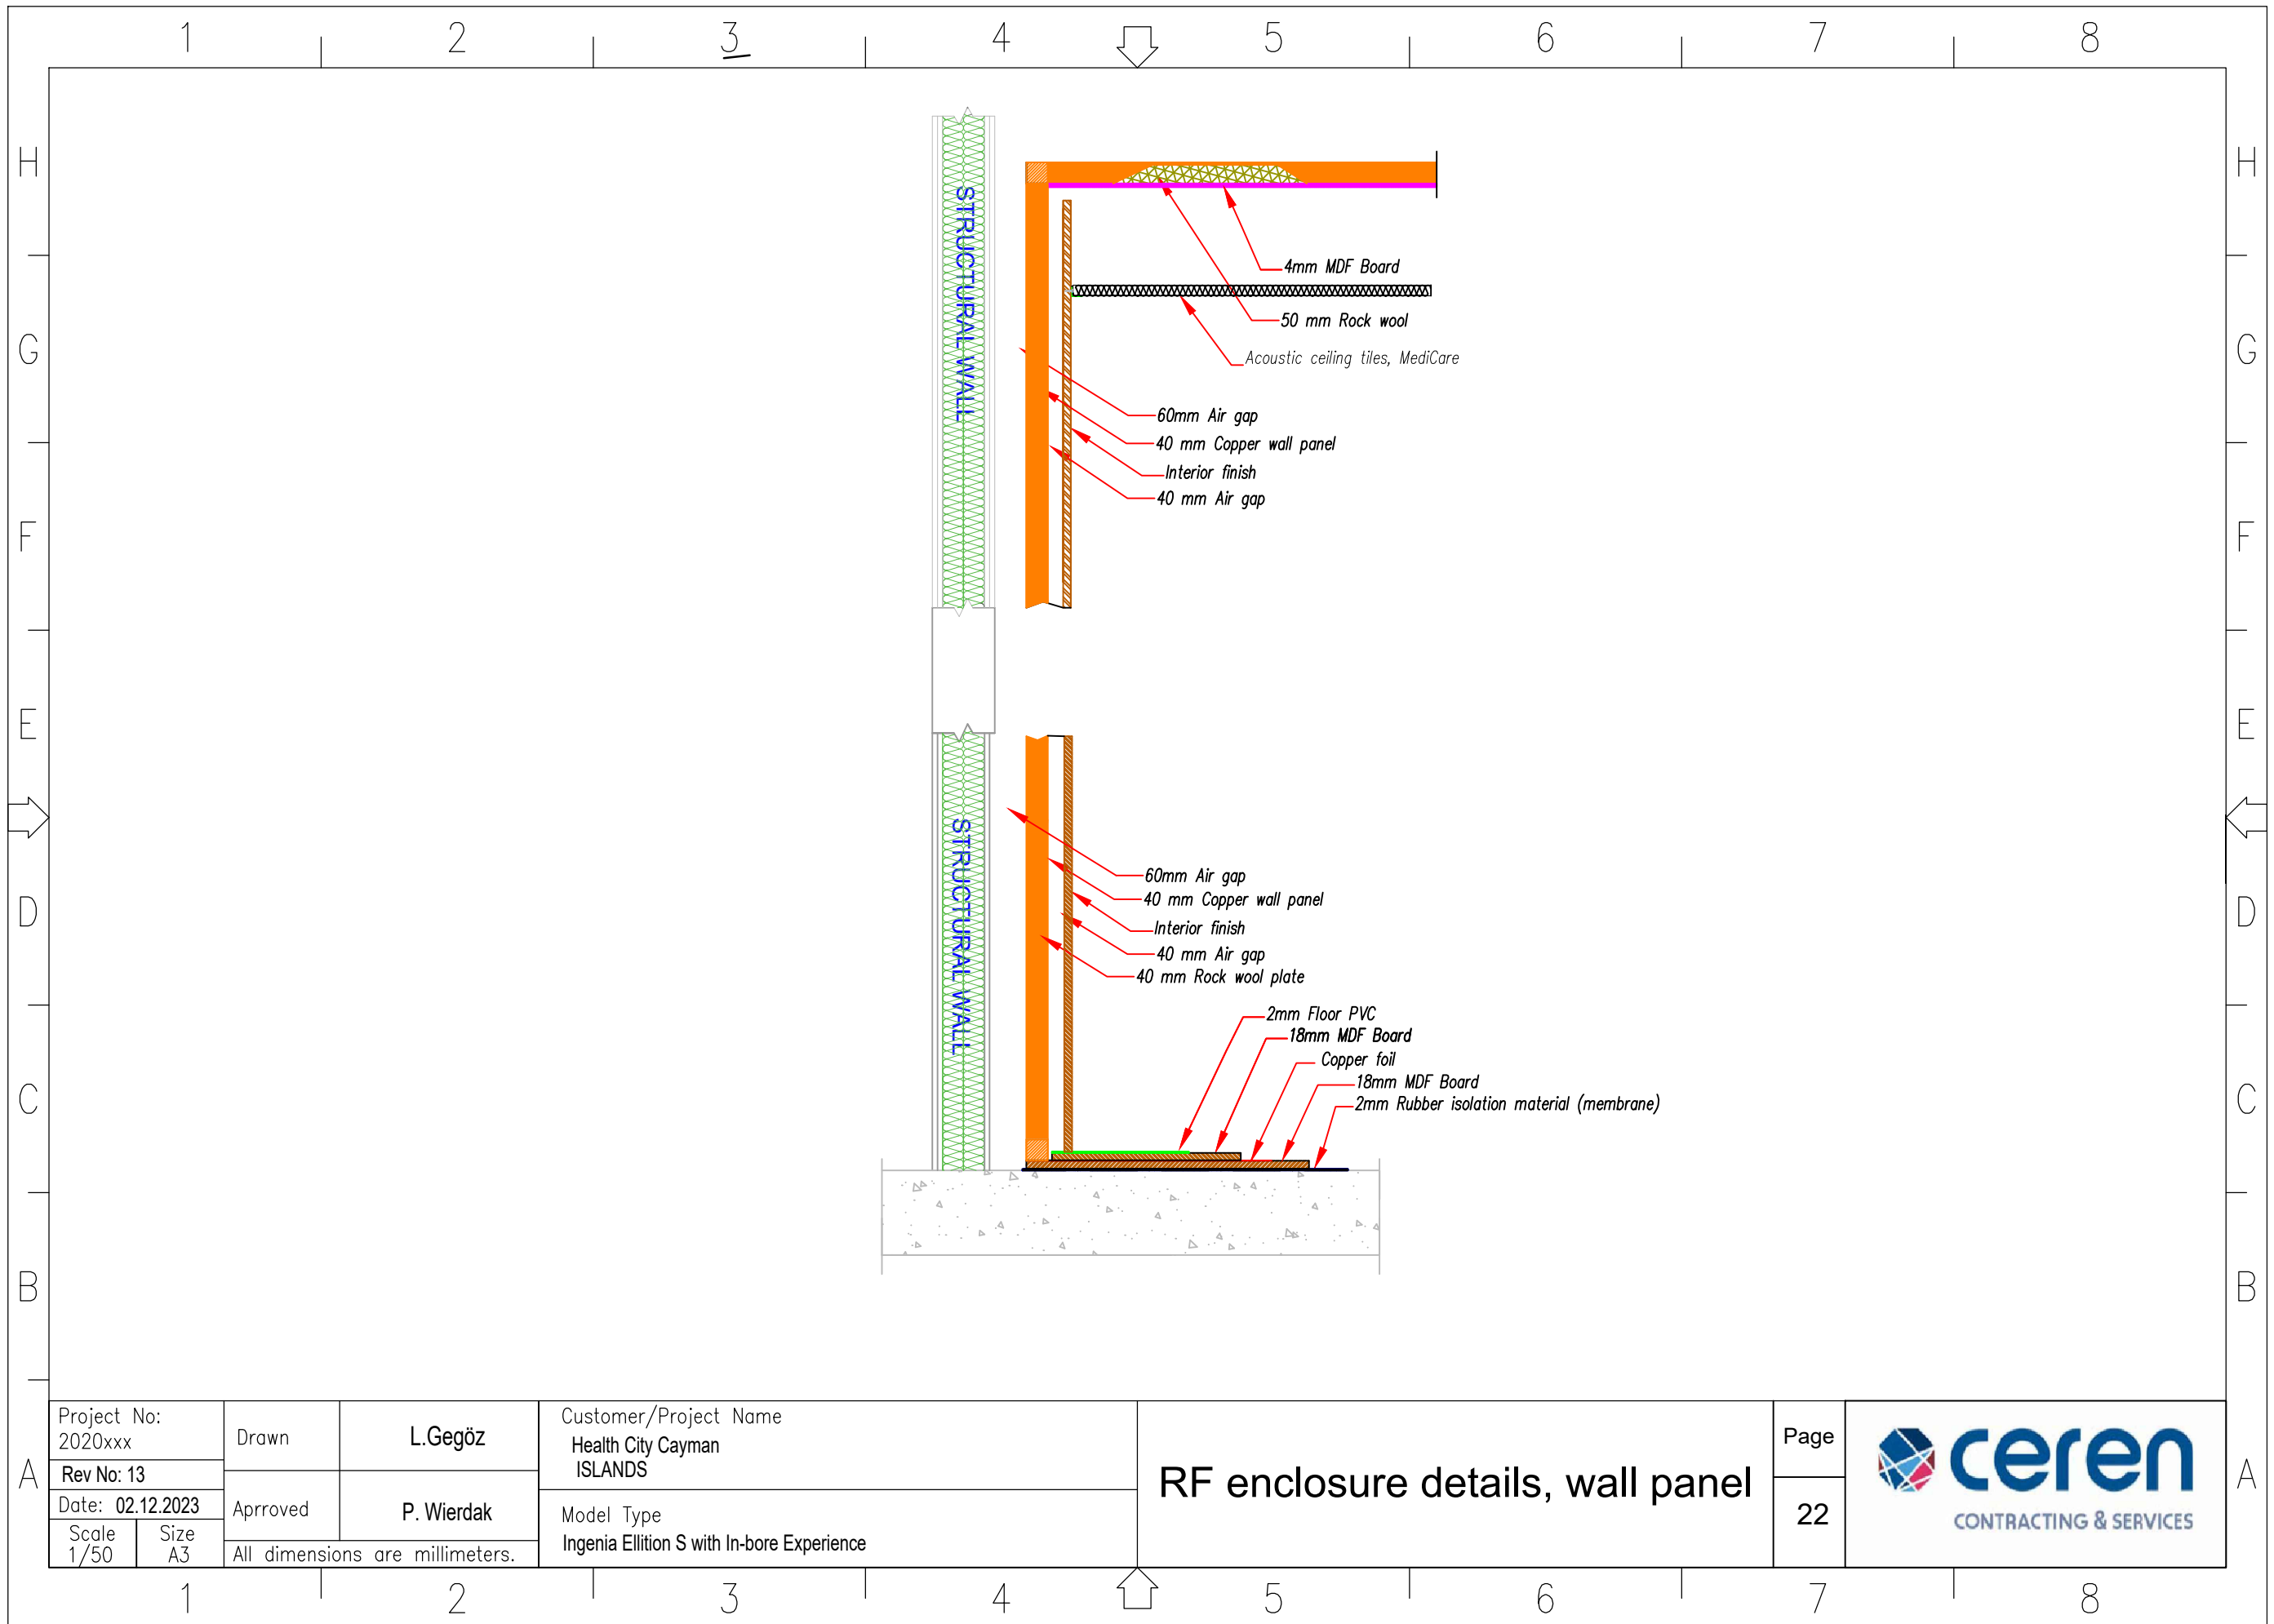 1 2 3 4 5 6 7 8
H H
STRUCTURAL WALL
4mm MDF Board
50 mm Rock wool
G G
Acoustic ceiling tiles, MediCare
60mm Air gap
40 mm Copper wall panel
Interior finish
40 mm Air gap
F F
E E
STRUCTURAL WALL
60mm Air gap
40 mm Copper wall panel
D D
Interior finish
40 mm Air gap
40 mm Rock wool plate
2mm Floor PVC
18mm MDF Board
Copper foil
18mm MDF Board
C C
2mm Rubber isolation material (membrane)
B B
A A
Project No:
2020xxx
Rev No: 13
Date: 02.12.2023
Scale
1/50
Size
A3
Drawn
L.Gegöz
Aprroved
P. Wierdak
All dimensions are millimeters.
Customer/Project Name
Health City Cayman
ISLANDS
Model Type
Ingenia Ellition S with In-bore Experience
RF enclosure details, wall panel
Page
22
ceren
CONTRACTING & SERVICES
1 2 3 4 5 6 7 8